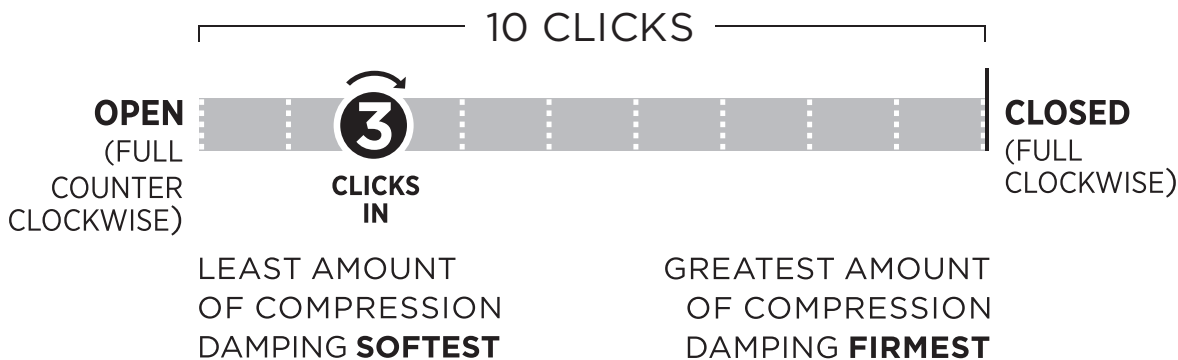 10 CLICKS
OPEN
(FULL
COUNTER
CLOCKWISE)
3
CLICKS
IN
CLOSED
(FULL
CLOCKWISE)
LEAST AMOUNT
OF COMPRESSION
DAMPING SOFTEST
GREATEST AMOUNT
OF COMPRESSION
DAMPING FIRMEST